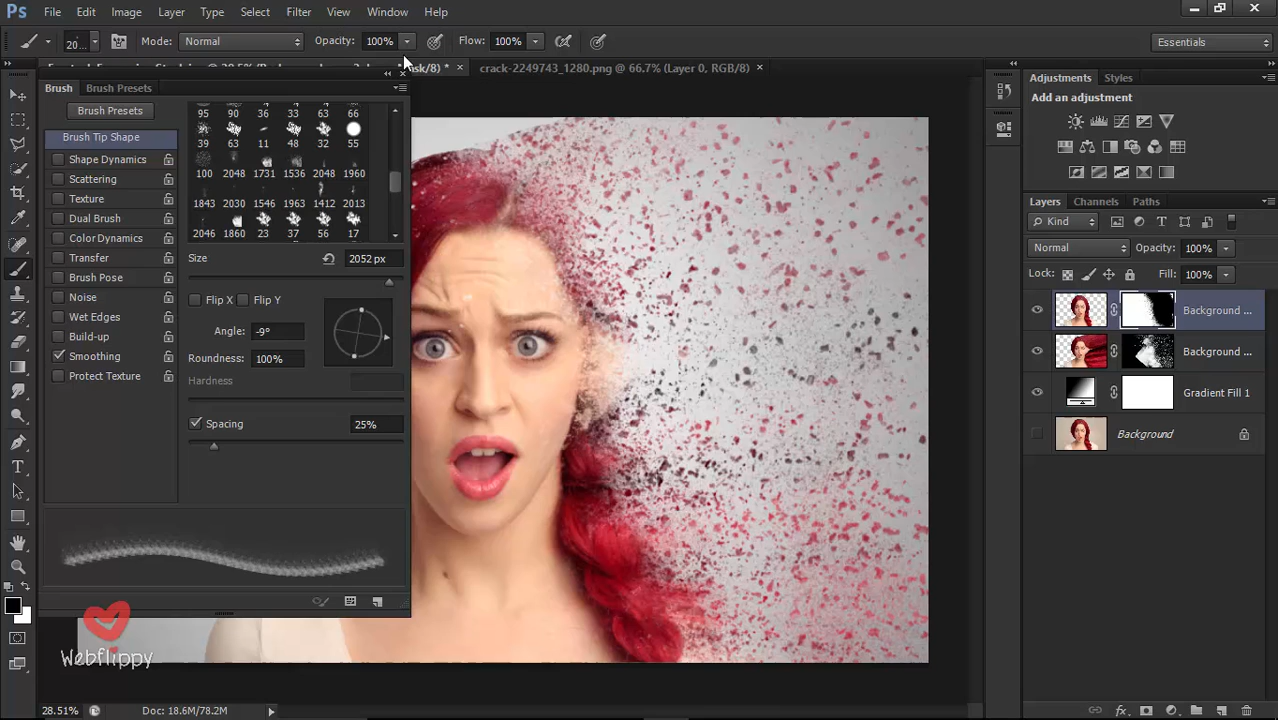 Ps File Edit Image Layer Type Select Filter View Window Help
20... Mode: Normal Opacity: 100% Flow: 100% Essentials
ask/8) * × crack-2249743_1280.png @ 66.7% (Layer 0, RGB/8) ×
Brush Brush Presets
Adjustments Styles
Add an adjustment
Brush Presets
95 90 36 33 63 66
Brush Tip Shape
39 63 11 48 32 55
Shape Dynamics
100 2048 1731 1536 2048 1960
Scattering
Texture
1843 2030 1546 1963 1412 2013
Dual Brush
2046 1860 23 37 56 17
Color Dynamics
Transfer
Brush Pose
Noise
Wet Edges
Build-up
Smoothing
Protect Texture
Size 2052 px
Flip X Flip Y
Angle: -9°
Roundness: 100%
Hardness
Spacing 25%
Layers Channels Paths
Kind
Normal Opacity: 100%
Lock: Fill: 100%
Background ...
Background ...
Gradient Fill 1
Background
Webflippy
28.51% Doc: 18.6M/78.2M